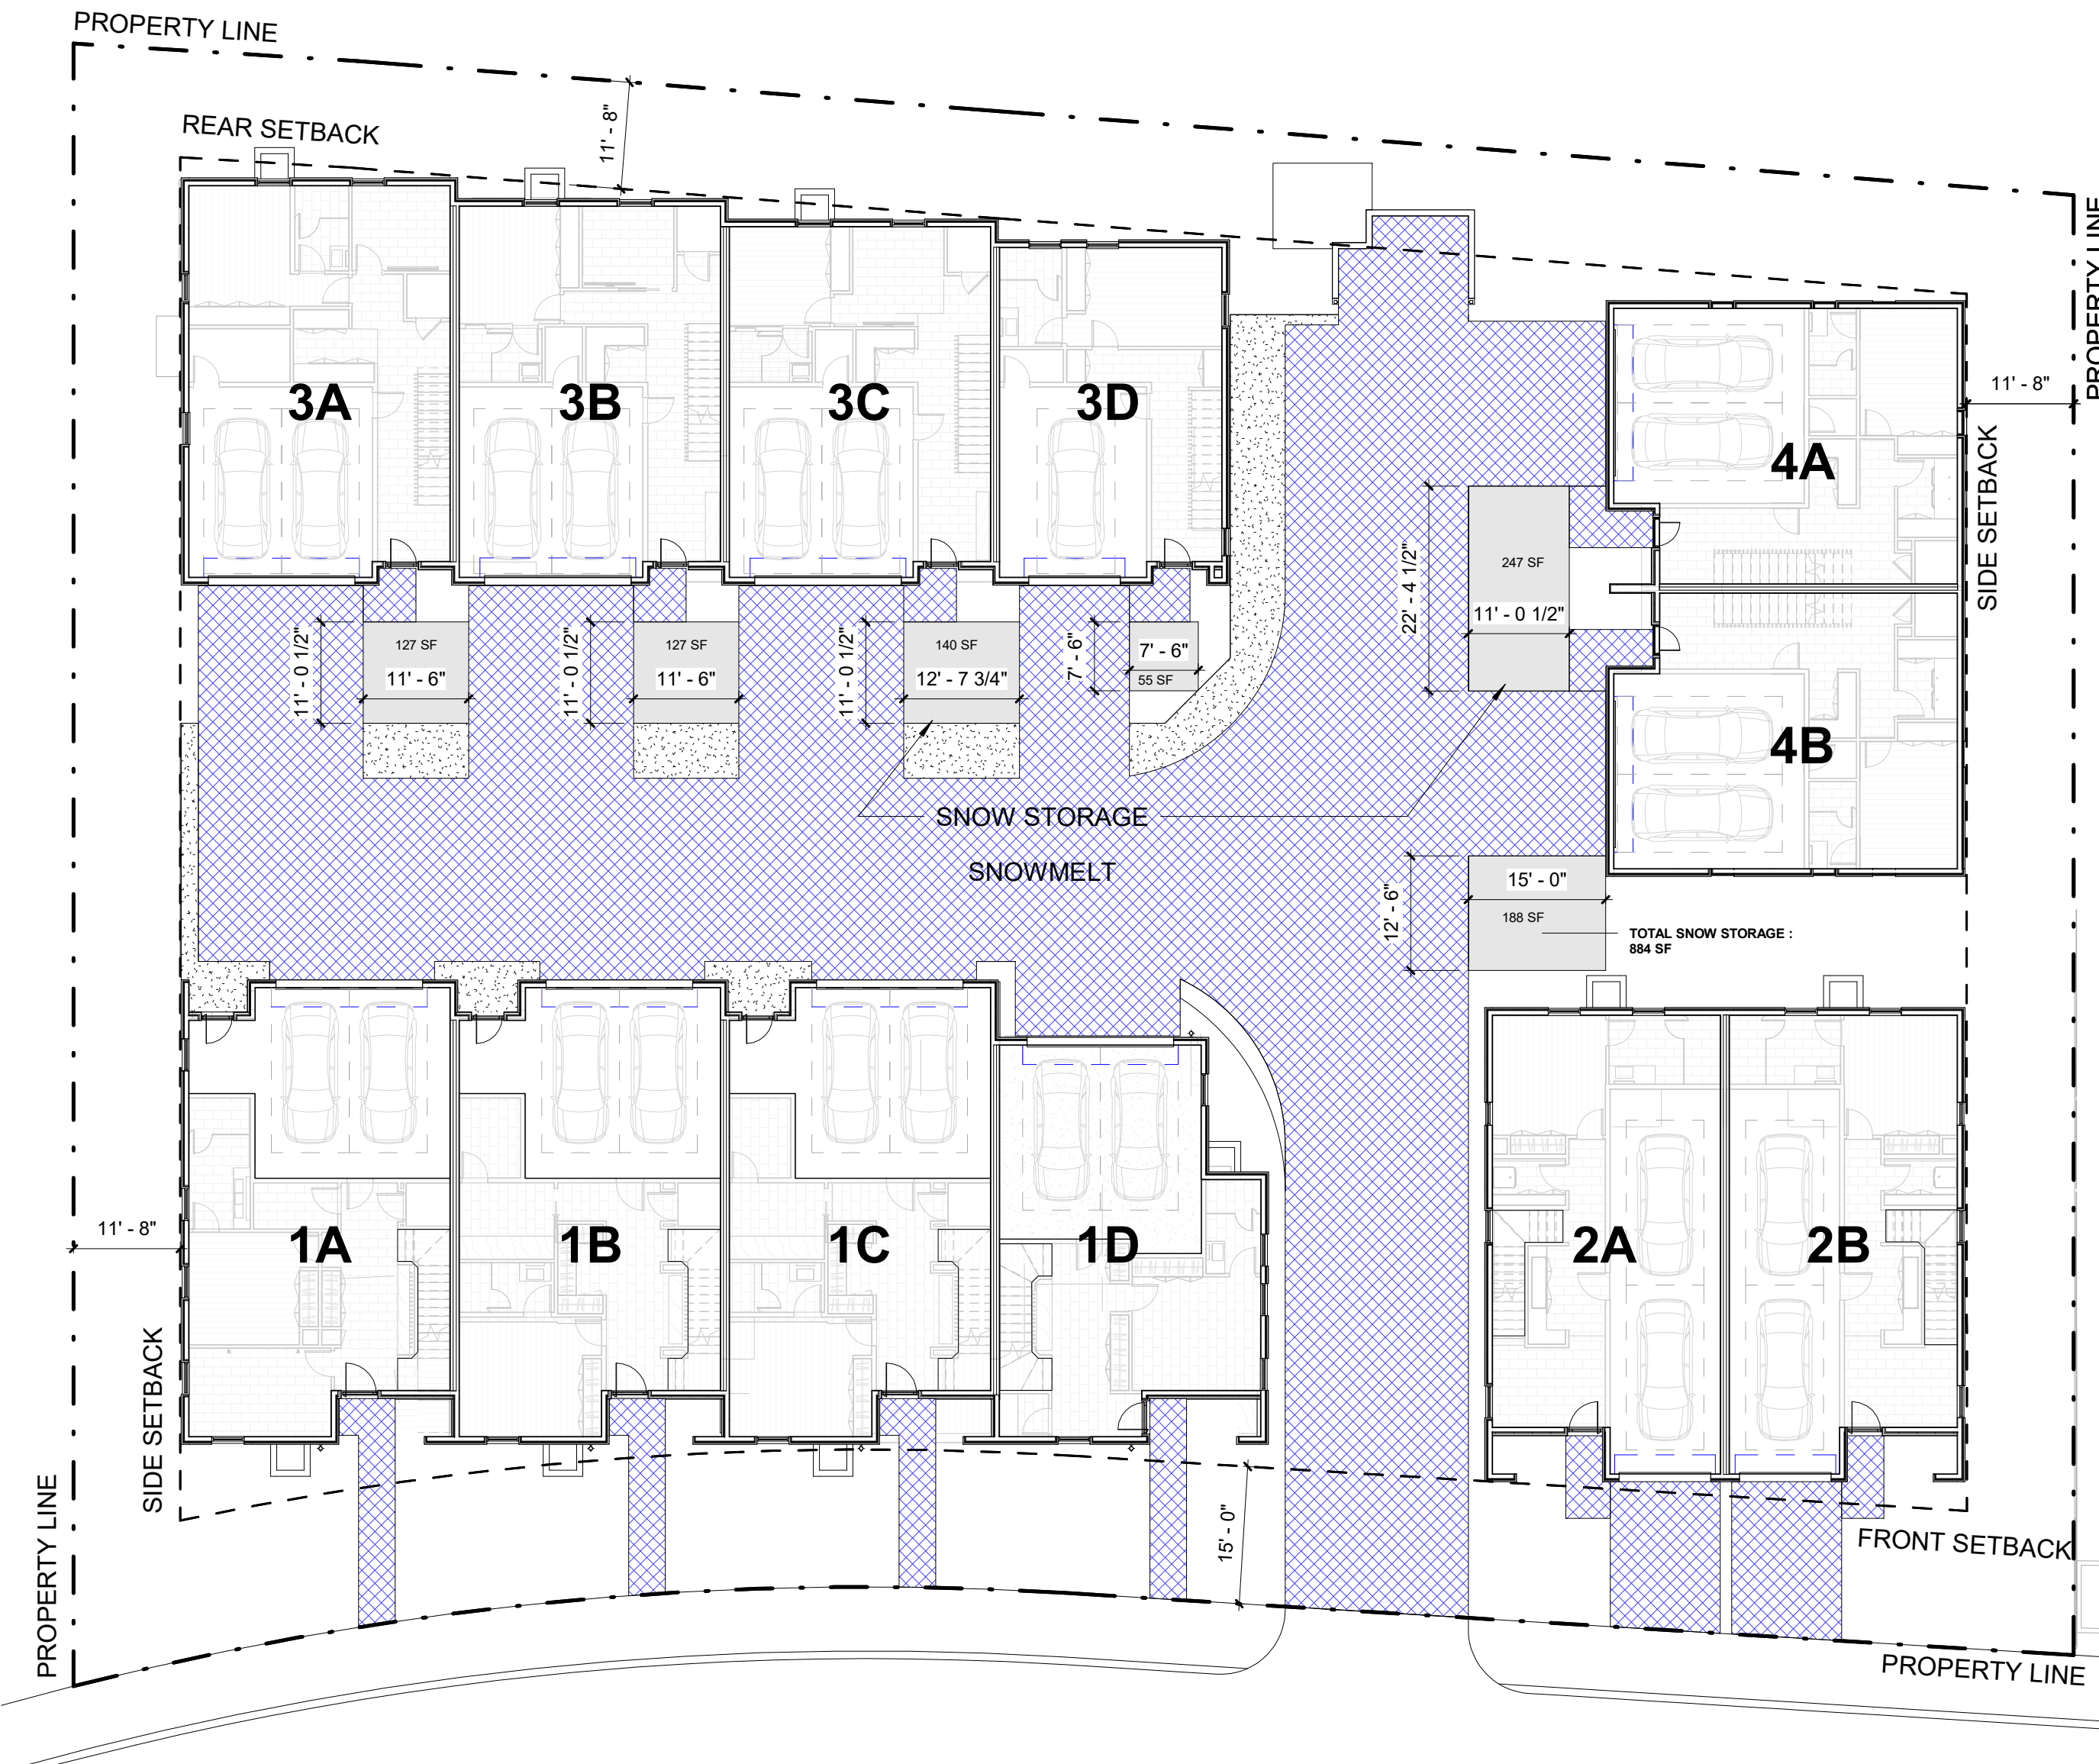 PROPERTY LINE
REAR SETBACK
11' - 8"
PROPERTY LINE
3A
3B
3C
3D
4A
11' - 8"
SIDE SETBACK
247 SF
22' - 4 1/2"
11' - 0 1/2"
11' - 0 1/2"
127 SF
11' - 6"
11' - 0 1/2"
127 SF
11' - 6"
11' - 0 1/2"
140 SF
12' - 7 3/4"
7' - 6"
7' - 6"
55 SF
4B
SNOW STORAGE
SNOWMELT
12' - 6"
15' - 0"
188 SF
TOTAL SNOW STORAGE :
884 SF
11' - 8"
1A
1B
1C
1D
2A
2B
SIDE SETBACK
PROPERTY LINE
15' - 0"
FRONT SETBACK
PROPERTY LINE